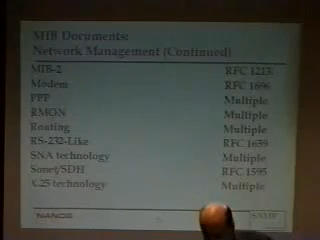 MIB Documents:
Network Management (Continued)
MIB-2 RFC 1213
Modem RFC 1696
PPP Multiple
RMON Multiple
Routing Multiple
RS-232-Like RFC 1659
SNA technology Multiple
Sonet/SDH RFC 1595
X.25 technology Multiple
NANOG
SNMP